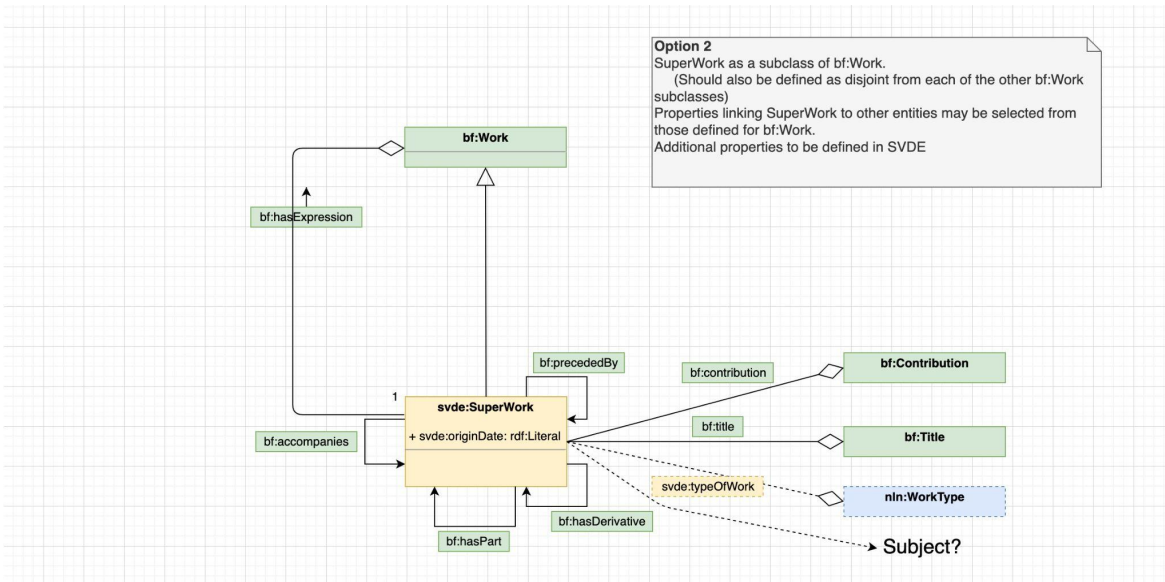 Option 2
SuperWork as a subclass of bf:Work.
(Should also be defined as disjoint from each of the other bf:Work
subclasses)
Properties linking SuperWork to other entities may be selected from
those defined for bf:Work.
Additional properties to be defined in SVDE
bf:Work
bf:hasExpression
bf:precededBy
bf:contribution
bf:Contribution
1
svde:SuperWork
bf:title
+ svde:originDate: rdf:Literal
bf:accompanies
bf:Title
svde:typeOfWork
nln:WorkType
bf:hasDerivative
bf:hasPart
Subject?